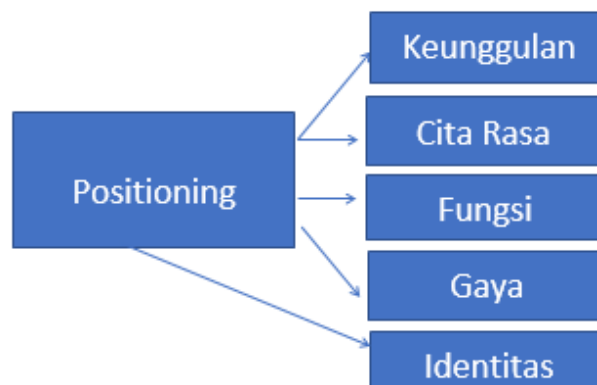 Positioning
Keunggulan
Cita Rasa
Fungsi
Gaya
Identitas